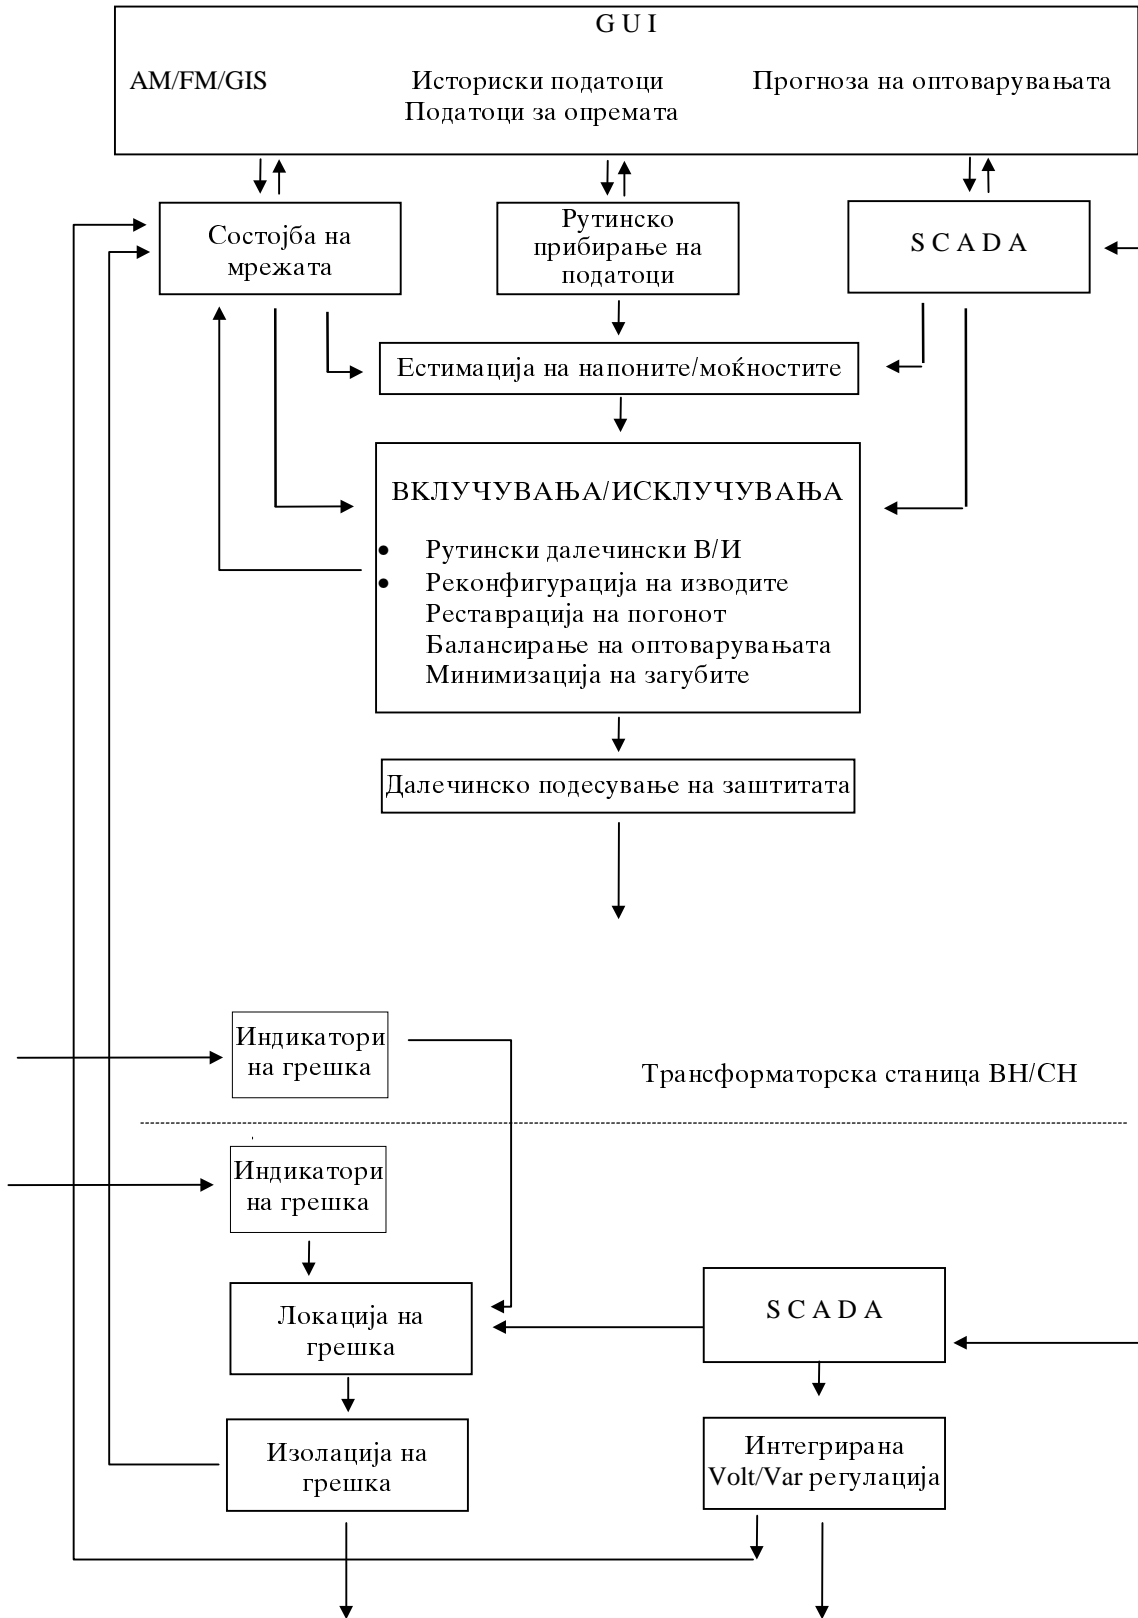 G U I
AM/FM/GIS
Историски податоци
Податоци за опремата
Прогноза на оптоварувањата
Состојба на
мрежата
Рутинско
прибирање на
податоци
S C A D A
Естимација на напоните/моќностите
ВКЛУЧУВАЊА/ИСКЛУЧУВАЊА
• Рутински далечински В/И
• Реконфигурација на изводите
Реставрација на погонот
Балансирање на оптоварувањата
Минимизација на загубите
Далечинско подесување на заштитата
Индикатори
на грешка
Трансформаторска станица ВН/СН
Индикатори
на грешка
Локација на
грешка
S C A D A
Изолација на
грешка
Интегрирана
Volt/Var регулација